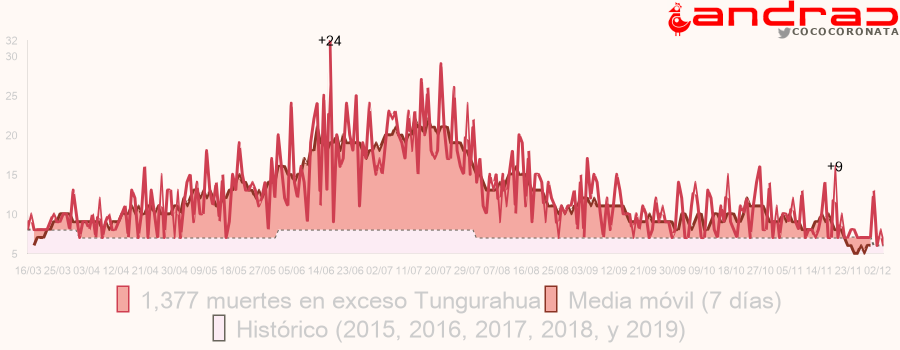 andrab
COCOCORONATA
32
30
25
20
15
10
5
+24
+9
16/03 25/03 03/04 12/04 21/04 30/04 09/05 18/05 27/05 05/06 14/06 23/06 02/07 11/07 20/07 29/07 07/08 16/08 25/08 03/09 12/09 21/09 30/09 09/10 18/10 27/10 05/11 14/11 23/11 02/12
1,377 muertes en exceso Tungurahua Media móvil (7 días)
Histórico (2015, 2016, 2017, 2018, y 2019)